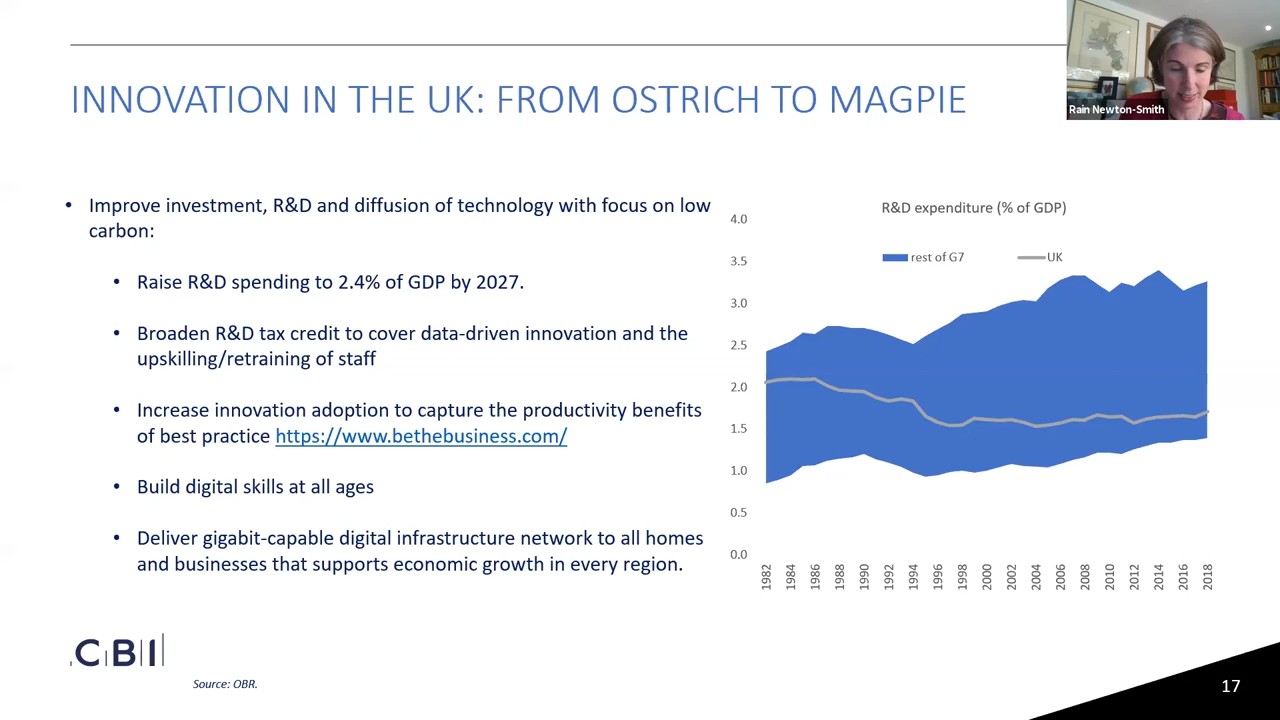 Rain Newton-Smith
INNOVATION IN THE UK: FROM OSTRICH TO MAGPIE
• Improve investment, R&D and diffusion of technology with focus on low
carbon:
• Raise R&D spending to 2.4% of GDP by 2027.
• Broaden R&D tax credit to cover data-driven innovation and the
upskilling/retraining of staff
• Increase innovation adoption to capture the productivity benefits
of best practice https://www.bethebusiness.com/
• Build digital skills at all ages
• Deliver gigabit-capable digital infrastructure network to all homes
and businesses that supports economic growth in every region.
R&D expenditure (% of GDP)
rest of G7
UK
4.0
3.5
3.0
2.5
2.0
1.5
1.0
0.5
0.0
1982
1984
1986
1988
1990
1992
1994
1996
1998
2000
2002
2004
2006
2008
2010
2012
2014
2016
2018
CBI
Source: OBR.
17